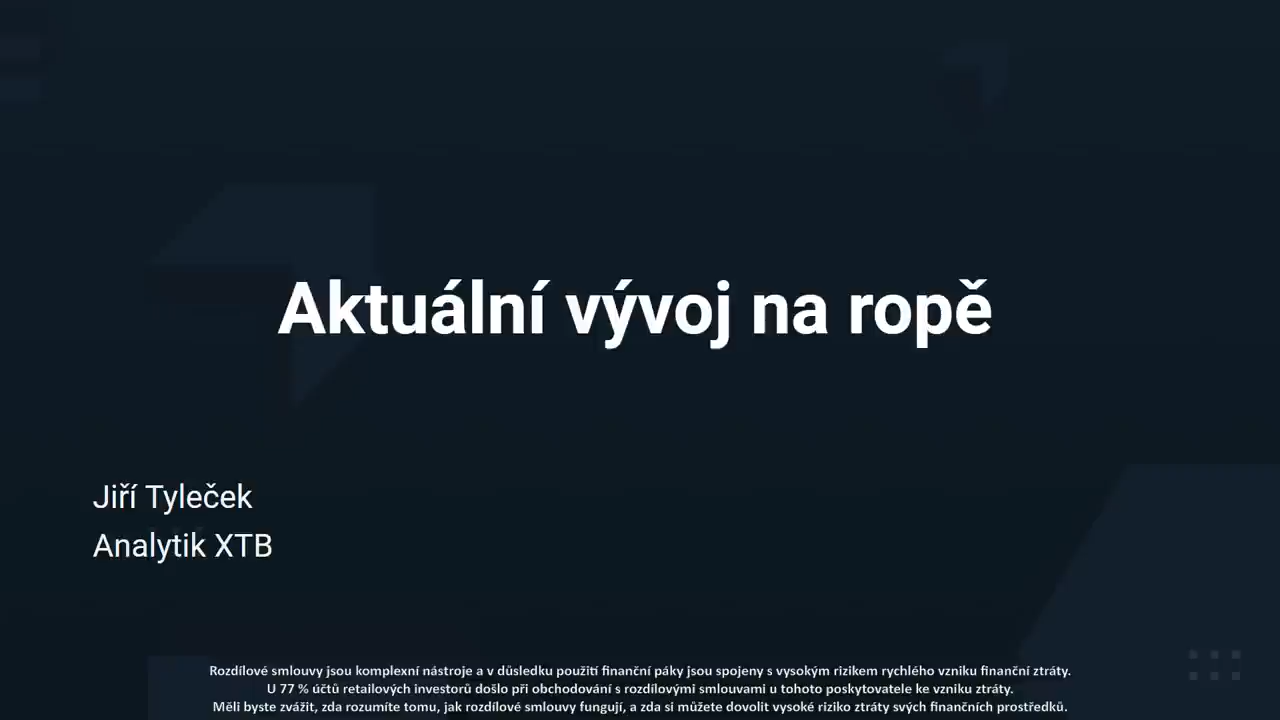 Aktuální vývoj na ropě
Jiří Tyleček
Analytik XTB
Rozdílové smlouvy jsou komplexní nástroje a v důsledku použití finanční páky jsou spojeny s vysokým rizikem rychlého vzniku finanční ztráty.
U 77 % účtů retailových investorů došlo při obchodování s rozdílovými smlouvami u tohoto poskytovatele ke vzniku ztráty.
Měli byste zvážit, zda rozumíte tomu, jak rozdílové smlouvy fungují, a zda si můžete dovolit vysoké riziko ztráty svých finančních prostředků.